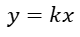 y = kx